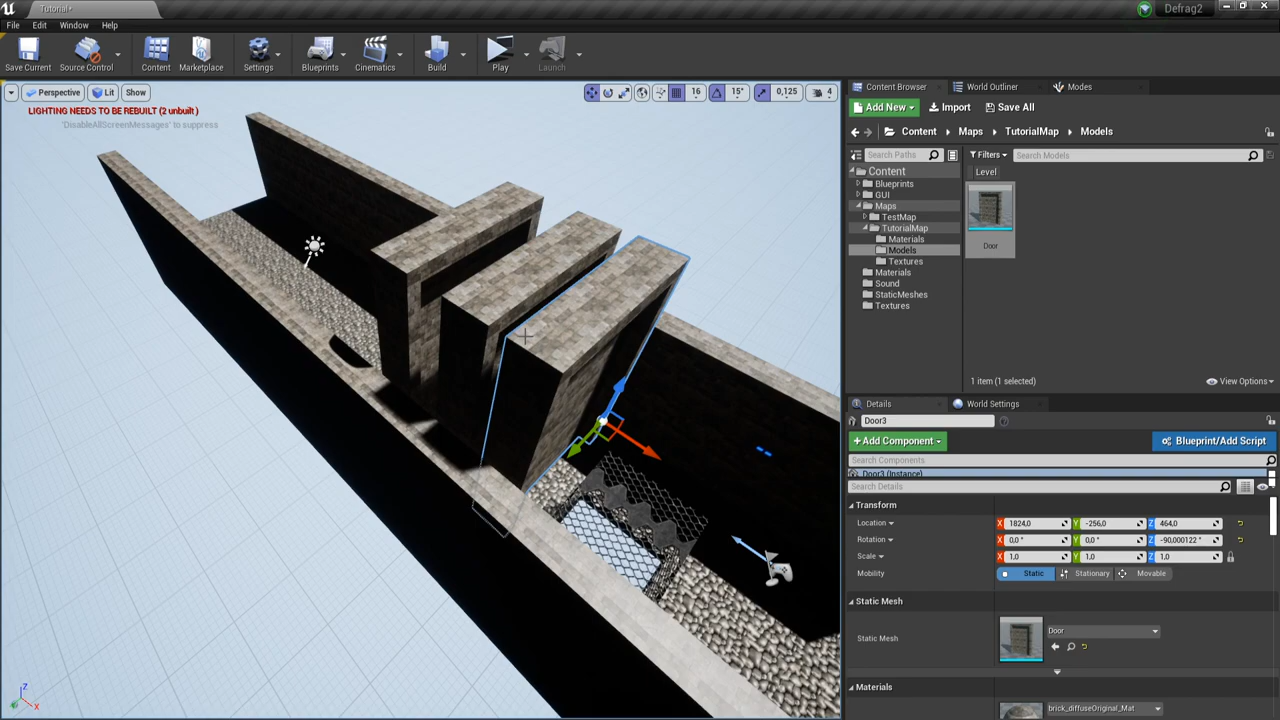 Tutorial*
Defrag2
File Edit Window Help
Save Current Source Control Content Marketplace Settings Blueprints Cinematics Build Play Launch
Perspective Lit Show
16 15° 0,125 4
LIGHTING NEEDS TO BE REBUILT (2 unbuilt)
'DisableAllScreenMessages' to suppress
Z
X
Content Browser World Outliner Modes
Add New Import Save All
Content Maps TutorialMap Models
Search Paths Filters Search Models
Content
Blueprints
GUI
Maps
TestMap
TutorialMap
Materials
Models
Textures
Materials
Sound
StaticMeshes
Textures
Level
Door
1 item (1 selected) View Options
Details World Settings
Door3
+Add Component Blueprint/Add Script
Search Components
Door3 (Instance)
Search Details
Transform
Location X 1824,0 Y -256,0 Z 464,0
Rotation X 0,0 ° Y 0,0 ° Z -90,000122 °
Scale X 1,0 Y 1,0 Z 1,0
Mobility Static Stationary Movable
Static Mesh
Static Mesh Door
Materials
brick_diffuseOriginal_Mat